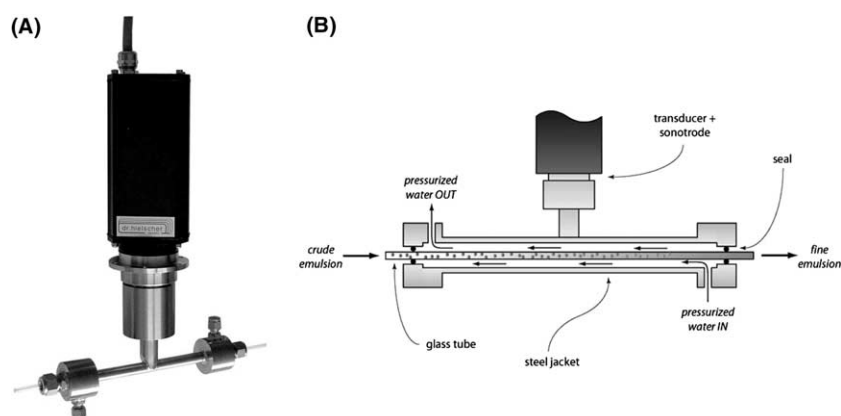 (A)
dr. hielscher
(B)
transducer +
sonotrode
seal
pressurized
water OUT
crude
emulsion
fine
emulsion
pressurized
water IN
glass tube
steel jacket